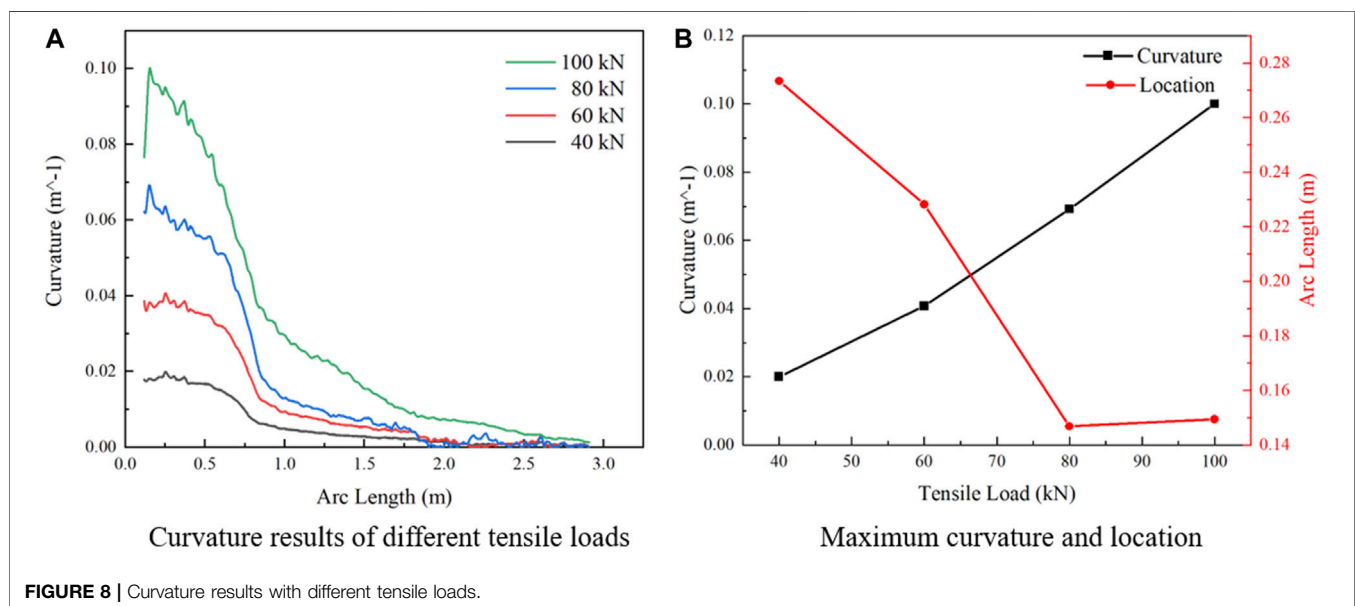 A
0.10
0.08
0.06
0.04
0.02
0.00
Curvature (m^-1)
100 kN
80 kN
60 kN
40 kN
0.0 0.5 1.0 1.5 2.0 2.5 3.0
Arc Length (m)
Curvature results of different tensile loads
B
0.12
0.10
0.08
0.06
0.04
0.02
0.00
Curvature (m^-1)
Curvature
Location
0.28
0.26
0.24
0.22
0.20
0.18
0.16
0.14
Arc Length (m)
40 50 60 70 80 90 100
Tensile Load (kN)
Maximum curvature and location
FIGURE 8 | Curvature results with different tensile loads.